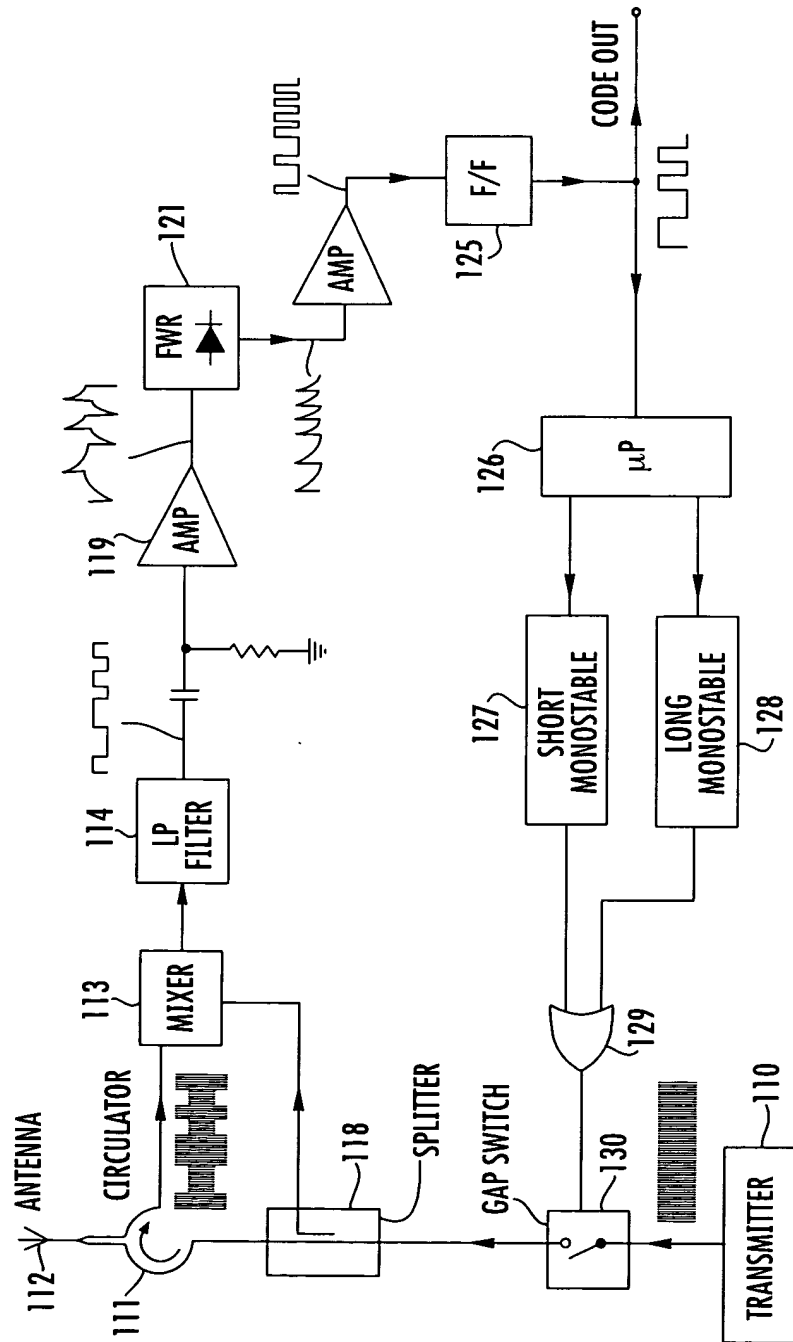 112
ANTENNA
111
CIRCULATOR
113
MIXER
114
LP
FILTER
119
AMP
121
FWR
AMP
F/F
125
CODE OUT
118
SPLITTER
GAP SWITCH
130
129
127
SHORT
MONOSTABLE
LONG
MONOSTABLE
128
126
µP
110
TRANSMITTER